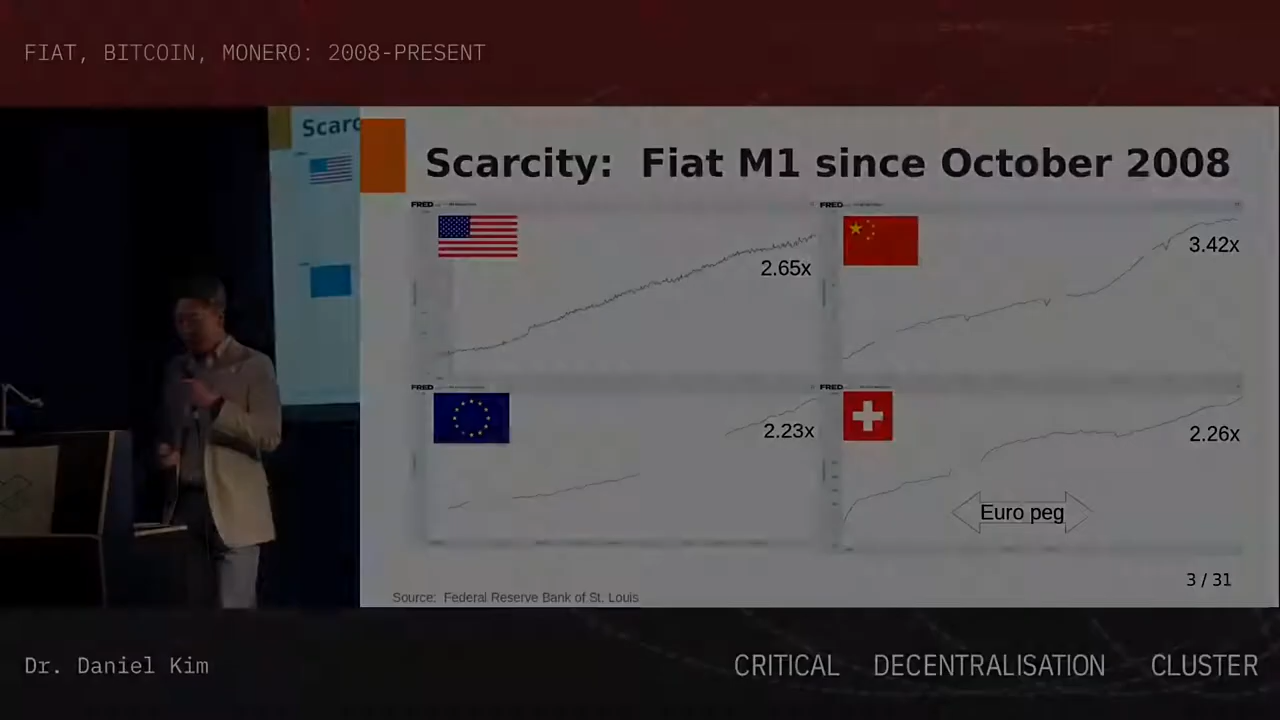 FIAT, BITCOIN, MONERO: 2008-PRESENT
Scarc
Scarcity: Fiat M1 since October 2008
FRED
FRED
2.65x
3.42x
FRED
FRED
2.23x
2.26x
Euro peg
3 / 31
Source: Federal Reserve Bank of St. Louis
Dr. Daniel Kim
CRITICAL DECENTRALISATION CLUSTER